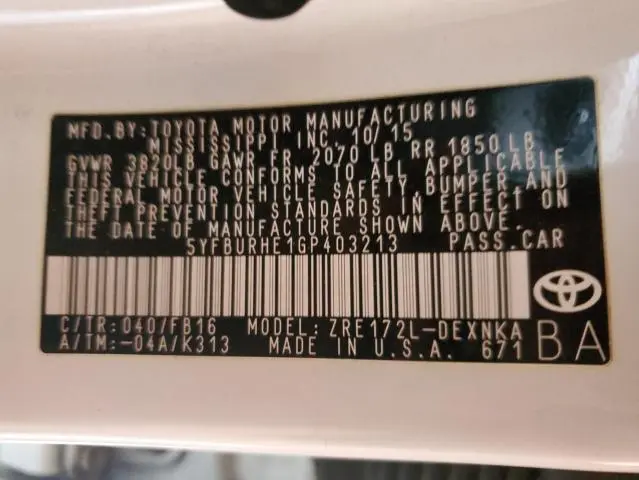 MFD.BY:TOYOTA MOTOR MANUFACTURING
MISSISSIPPI INC. 10/15
GVWR 3820LB GAWR FR 2070 LB RR 1850 LB
THIS VEHICLE CONFORMS TO ALL APPLICABLE
FEDERAL MOTOR VEHICLE SAFETY, BUMPER, AND
THEFT PREVENTION STANDARDS IN EFFECT ON
THE DATE OF MANUFACTURE SHOWN ABOVE.
5YFBURHE1GP403213 PASS.CAR
C/TR: 040/FB16 MODEL: ZRE172L-DEXNKA
A/TM:-04A/K313 MADE IN U.S.A. 671
BA